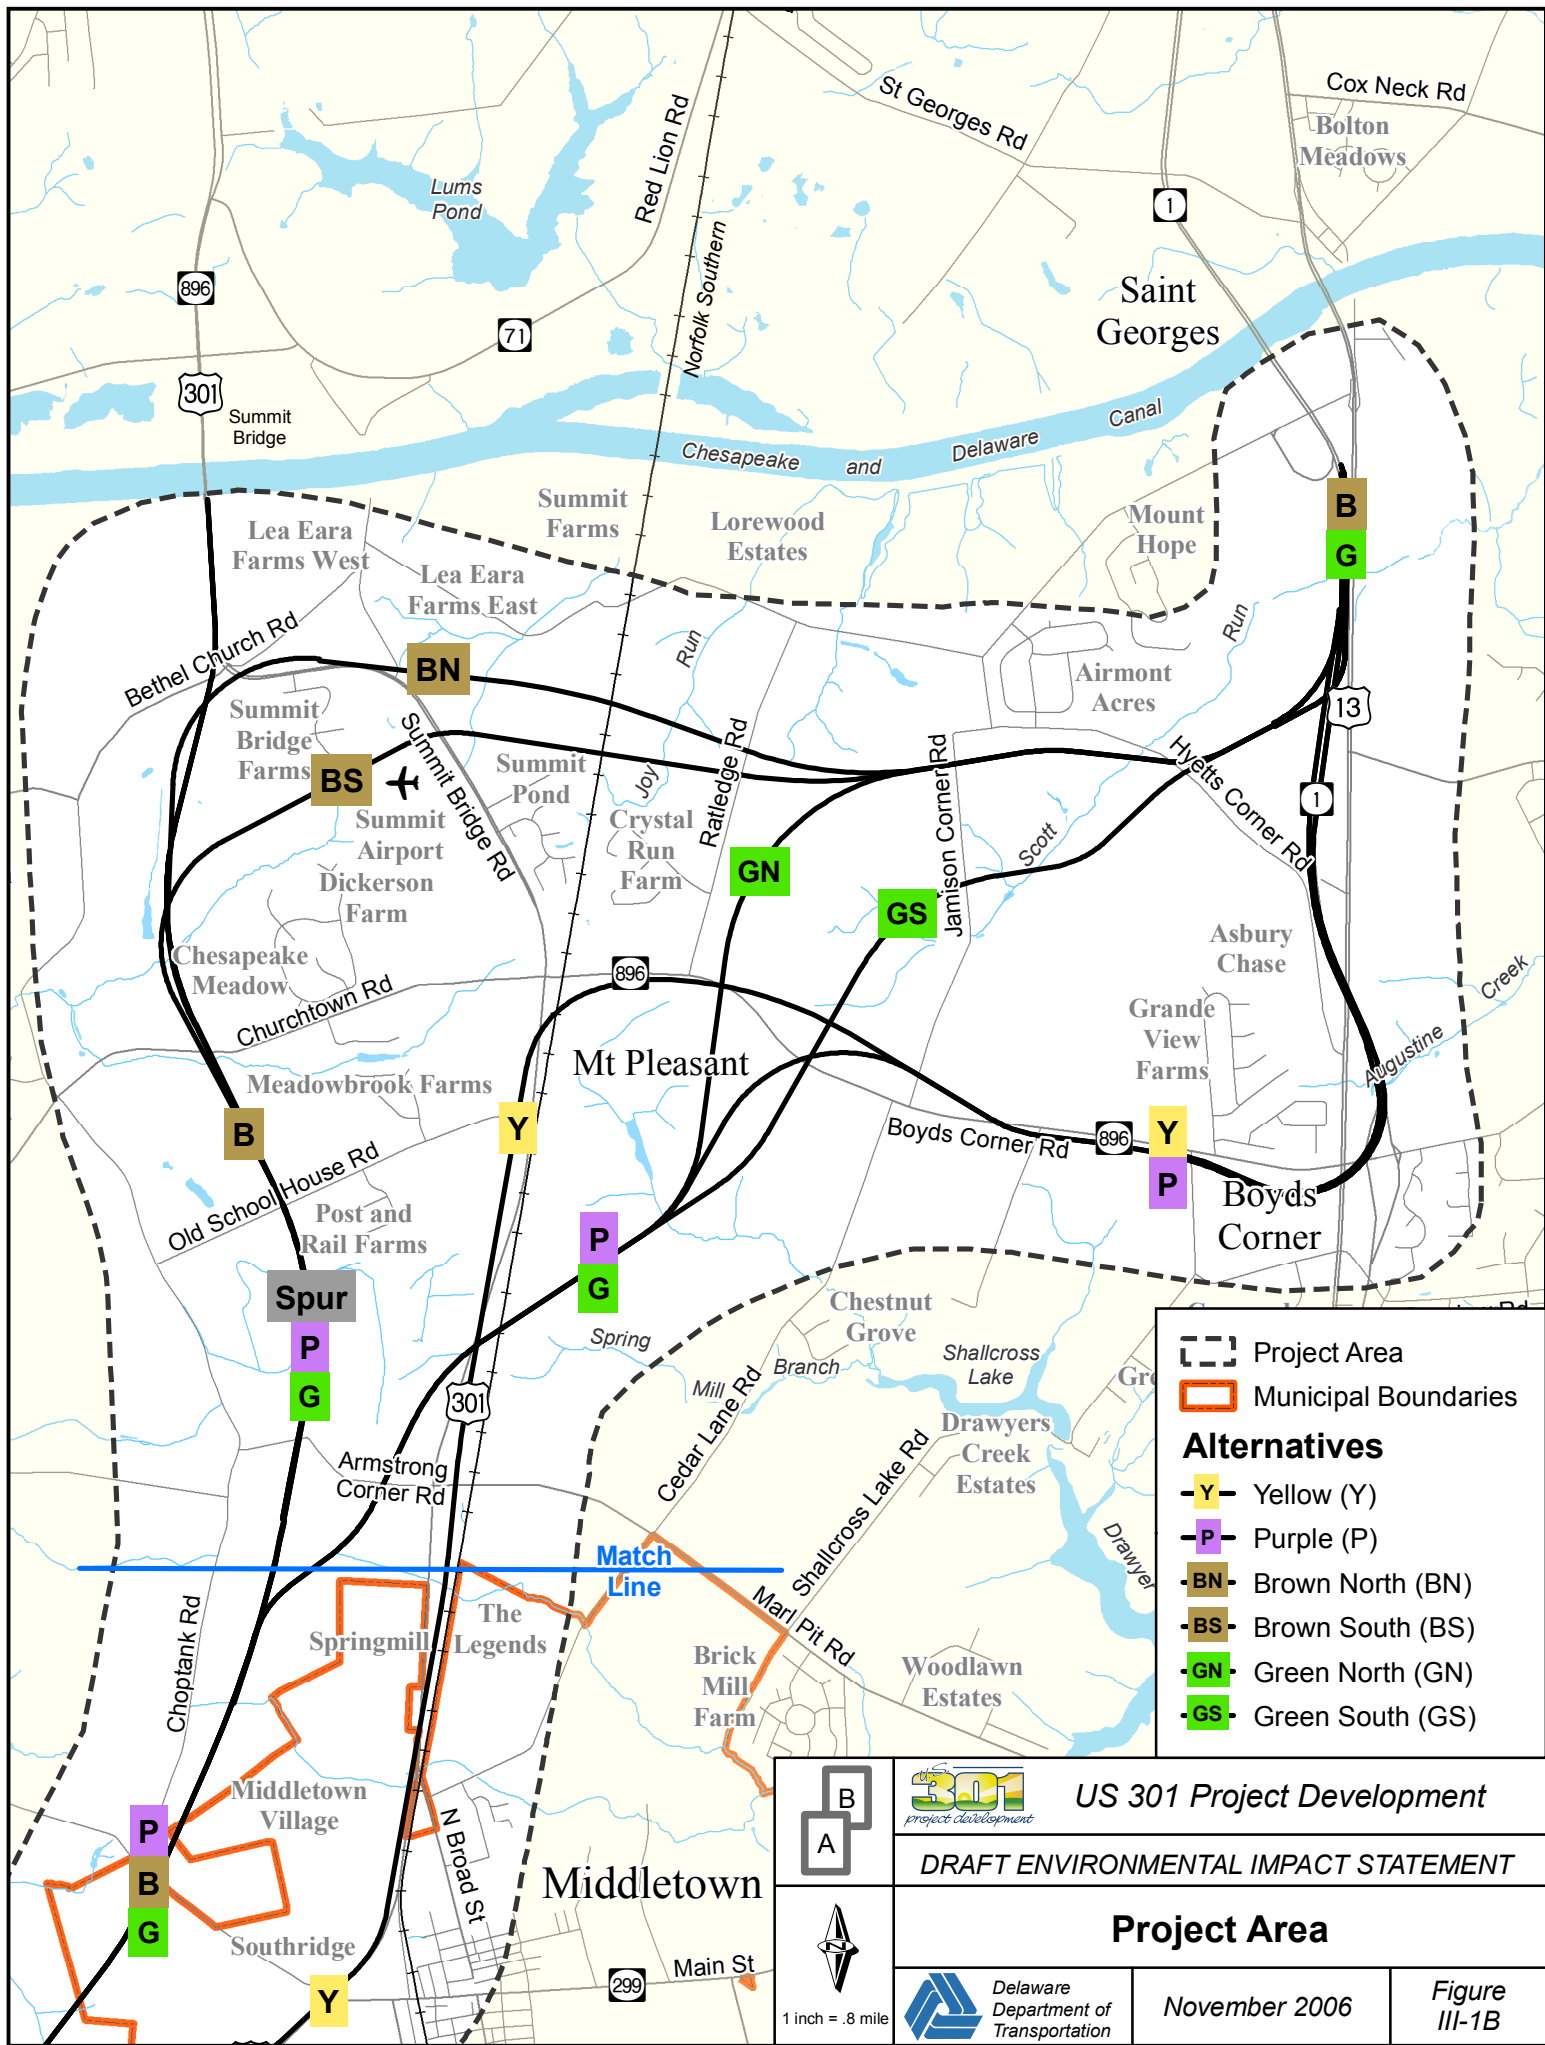 Cox Neck Rd
Bolton
Meadows
St Georges Rd
Red Lion Rd
Lums
Pond
1
Norfolk Southern
896
Saint
Georges
71
301
Summit
Bridge
Chesapeake and Delaware Canal
Summit
Farms
Lorewood
Estates
Mount
Hope
B
G
Lea Eara
Farms West
Lea Eara
Farms East
Bethel Church Rd
BN
Run
Run
Airmont
Acres
13
Summit
Bridge
Farms
BS
Summit Bridge Rd
Summit
Pond
Joy
Ratledge Rd
Jamison Corner Rd
Hyetts Corner Rd
1
Summit
Airport
Crystal
Run
Farm
Scott
Dickerson
Farm
GN
GS
Asbury
Chase
Chesapeake
Meadow
Churchtown Rd
896
Creek
Grande
View
Farms
Augustine
Mt Pleasant
Meadowbrook Farms
B
Y
Boyds Corner Rd
896
Y
P
Old School House Rd
Boyds
Corner
Post and
Rail Farms
P
G
Spur
P
G
Spring
Chestnut
Grove
Shallcross
Lake
Mill
Branch
301
Cedar Lane Rd
Drawyers
Creek
Estates
Armstrong
Corner Rd
Shallcross Lake Rd
Drawyer
Match
Line
Choptank Rd
The
Legends
Springmill
Marl Pit Rd
Brick
Mill
Farm
Woodlawn
Estates
Middletown
Village
P
B
G
N Broad St
Middletown
Southridge
Y
299
Main St
Project Area
Municipal Boundaries
Alternatives
Y Yellow (Y)
P Purple (P)
BN Brown North (BN)
BS Brown South (BS)
GN Green North (GN)
GS Green South (GS)
B
A
U.S.
301
project development
US 301 Project Development
DRAFT ENVIRONMENTAL IMPACT STATEMENT
N
1 inch = .8 mile
Project Area
Delaware
Department of
Transportation
November 2006
Figure
III-1B